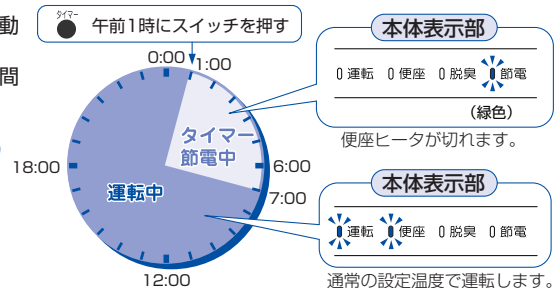 動
間
タイマー
午前1時にスイッチを押す
0:00
1:00
6:00
7:00
12:00
18:00
タイマー
節電中
運転中
本体表示部
運転 便座 脱臭 節電
(緑色)
便座ヒータが切れます。
本体表示部
運転 便座 脱臭 節電
通常の設定温度で運転します。